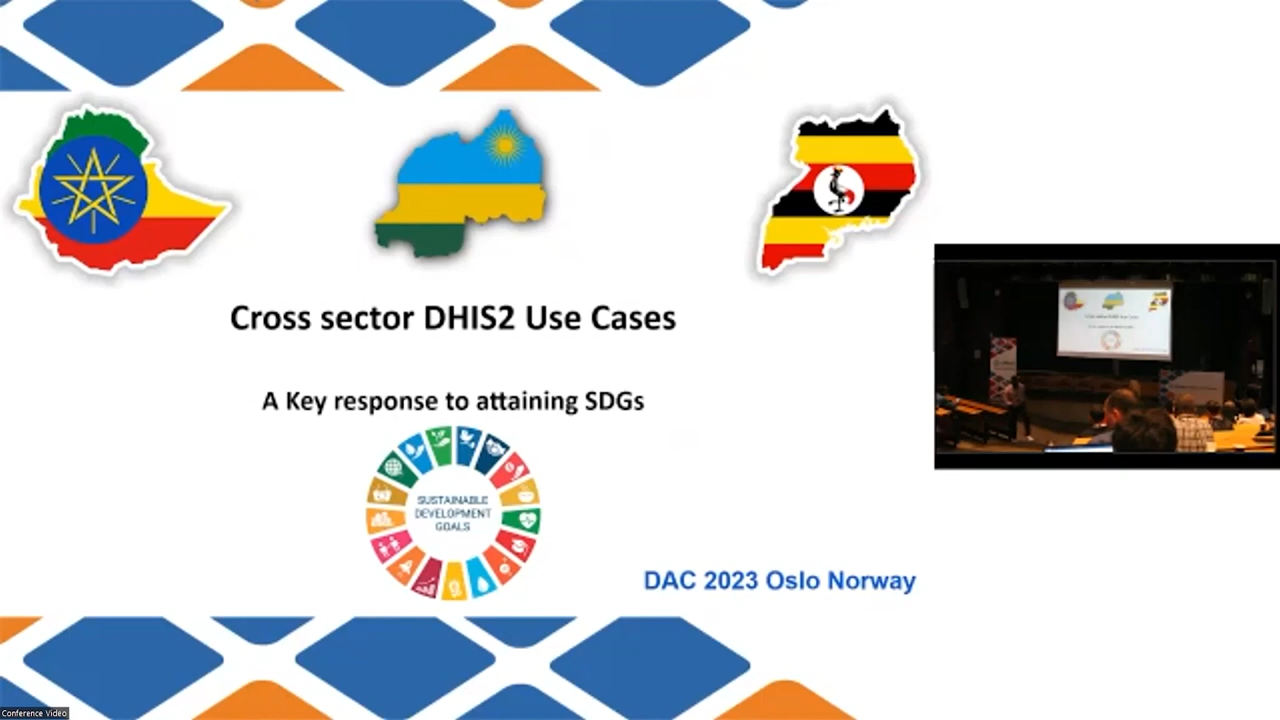 Cross sector DHIS2 Use Cases
A Key response to attaining SDGs
SUSTAINABLE
DEVELOPMENT
GOALS
DAC 2023 Oslo Norway
Conference Video